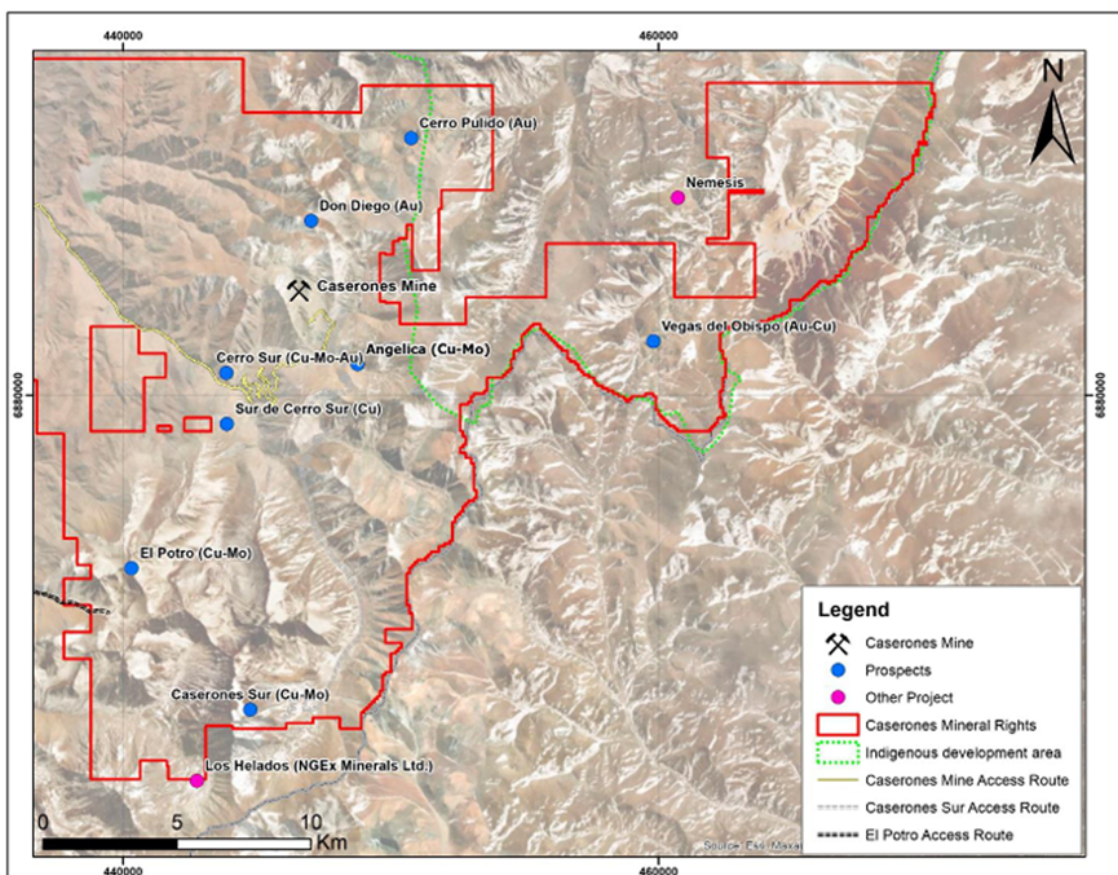 440000
460000
N
Cerro Pulido (Au)
Nemesis
Don Diego (Au)
Caserones Mine
Vegas del Obispo (Au-Cu)
Angelica (Cu-Mo)
Cerro Sur (Cu-Mo-Au)
6880000
6880000
Sur de Cerro Sur (Cu)
El Potro (Cu-Mo)
Caserones Sur (Cu-Mo)
Los Helados (NGEx Minerals Ltd.)
Legend
Caserones Mine
Prospects
Other Project
Caserones Mineral Rights
Indigenous development area
Caserones Mine Access Route
Caserones Sur Access Route
El Potro Access Route
0 5 10
Km
Source: Esri, Maxar
440000
460000